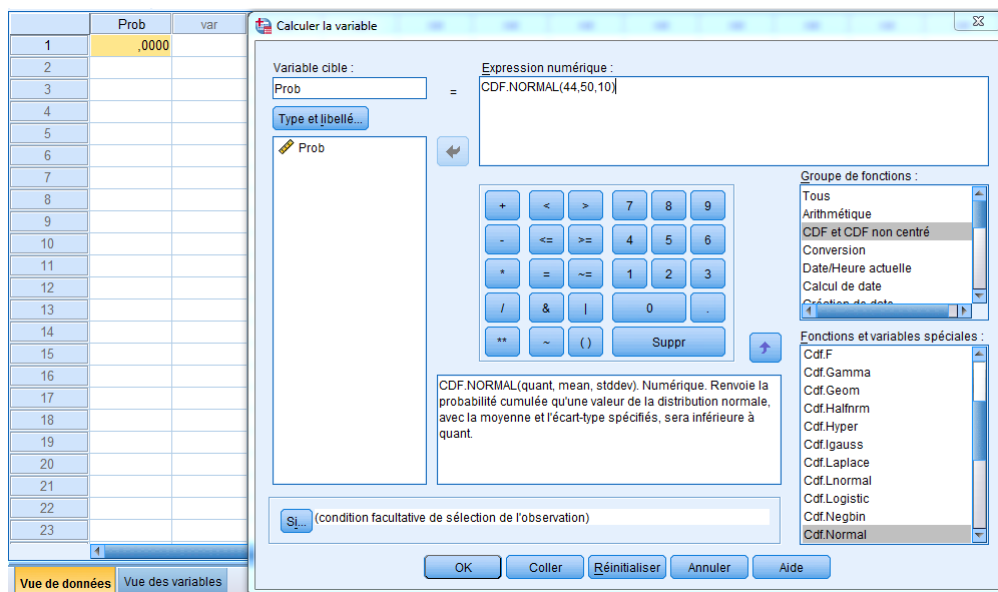 Prob var
1 ,0000
2
3
4
5
6
7
8
9
10
11
12
13
14
15
16
17
18
19
20
21
22
23
Vue de données Vue des variables
Calculer la variable
Variable cible :
Prob
=
Type et libellé...
Prob
Expression numérique :
CDF.NORMAL(44,50,10)
+ < > 7 8 9
- <= >= 4 5 6
* = ~= 1 2 3
/ & | 0 .
** ~ ( ) Suppr
CDF.NORMAL(quant, mean, stddev). Numérique. Renvoie la
probabilité cumulée qu'une valeur de la distribution normale,
avec la moyenne et l'écart-type spécifiés, sera inférieure à
quant.
Groupe de fonctions :
Tous
Arithmétique
CDF et CDF non centré
Conversion
Date/Heure actuelle
Calcul de date
Création de date
Fonctions et variables spéciales :
Cdf.F
Cdf.Gamma
Cdf.Geom
Cdf.Halfnrm
Cdf.Hyper
Cdf.Igauss
Cdf.Laplace
Cdf.Lnormal
Cdf.Logistic
Cdf.Negbin
Cdf.Normal
Si... (condition facultative de sélection de l'observation)
OK Coller Réinitialiser Annuler Aide